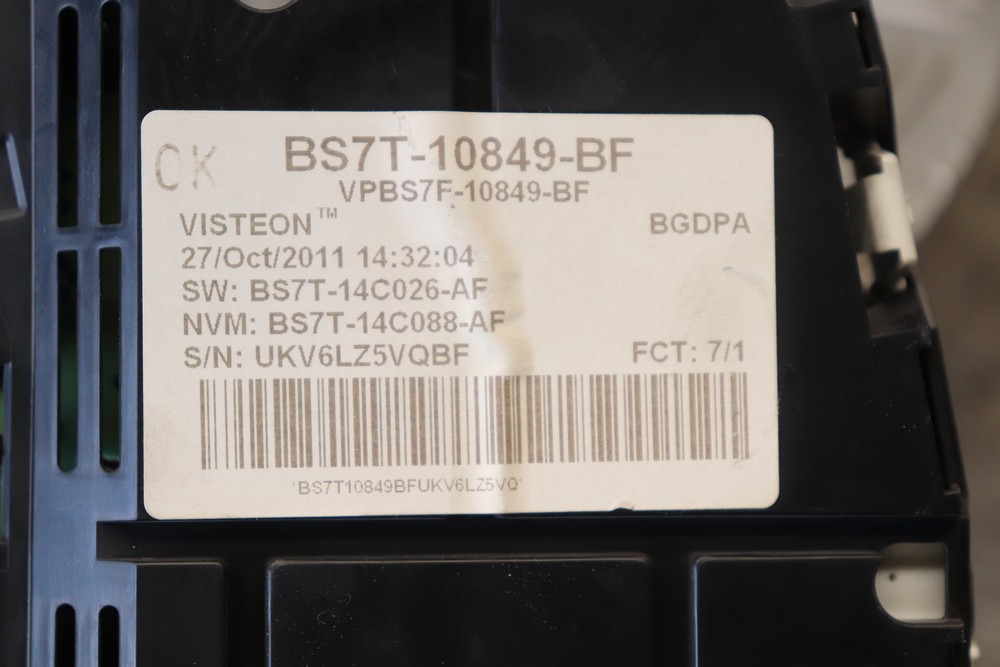 OK
BS7T-10849-BF
VPBS7F-10849-BF
VISTEON™ BGDPA
27/Oct/2011 14:32:04
SW: BS7T-14C026-AF
NVM: BS7T-14C088-AF
S/N: UKV6LZ5VQBF FCT: 7/1
'BS7T10849BFUKV6LZ5VQ'